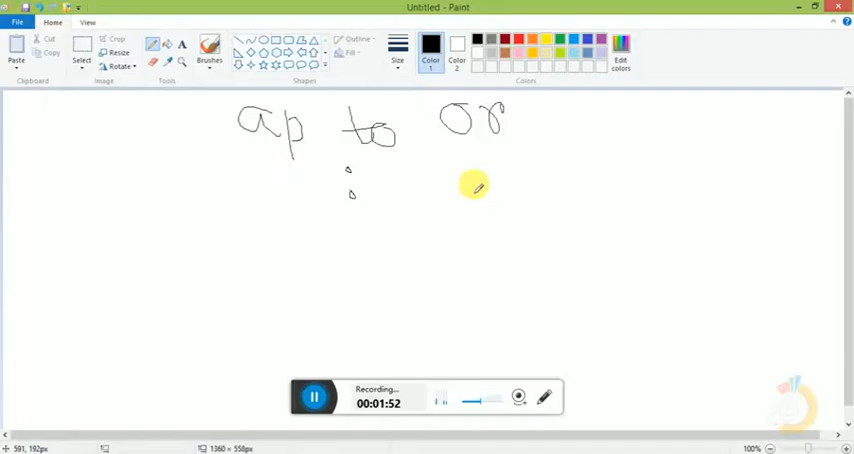 Untitled - Paint
File Home View
Paste Cut Copy Clipboard
Select Crop Resize Rotate Image
Tools
Brushes
Outline Fill Shapes
Size
Color 1 Color 2 Edit colors Colors
ap to or
:
Recording...
00:01:52
591, 192px 1360 × 558px 100%